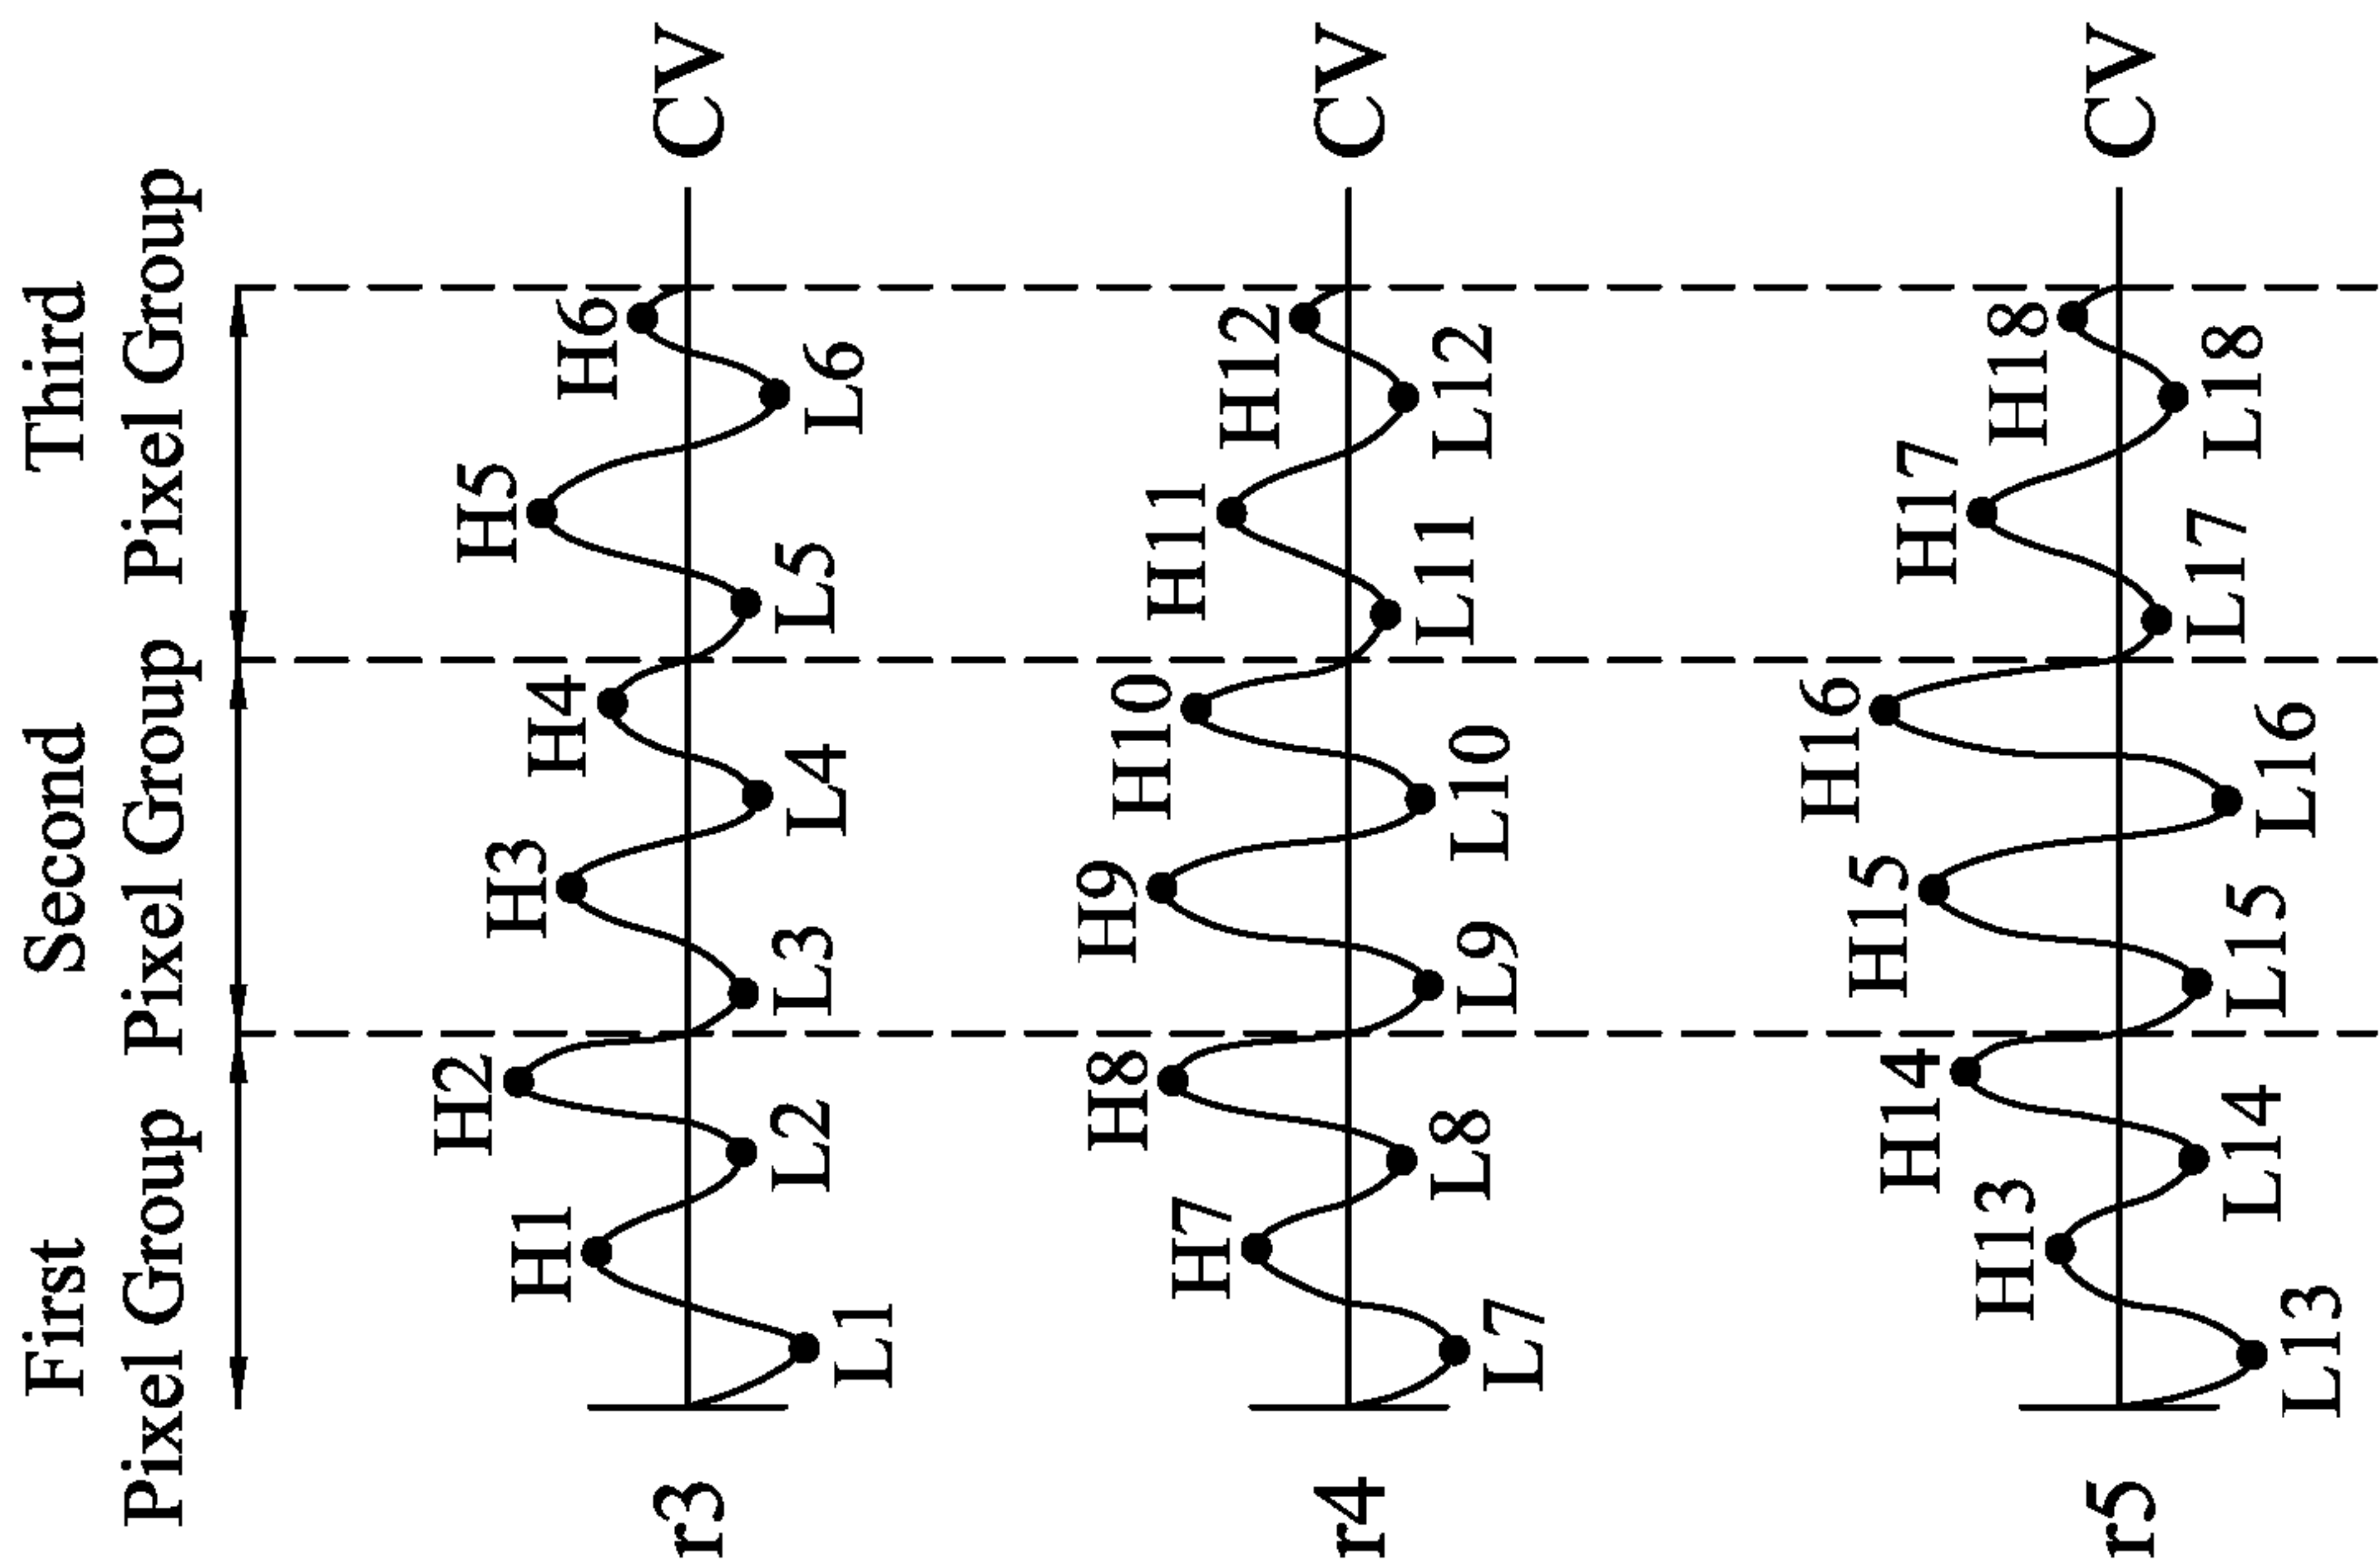 First
Pixel Group
Second
Pixel Group
Third
Pixel Group
r3
L1
H1
L2
H2
L3
H3
L4
H4
L5
H5
L6
H6
CV
r4
L7
H7
L8
H8
L9
H9
L10
H10
L11
H11
L12
H12
CV
r5
L13
H13
L14
H14
L15
H15
L16
H16
L17
H17
L18
H18
CV